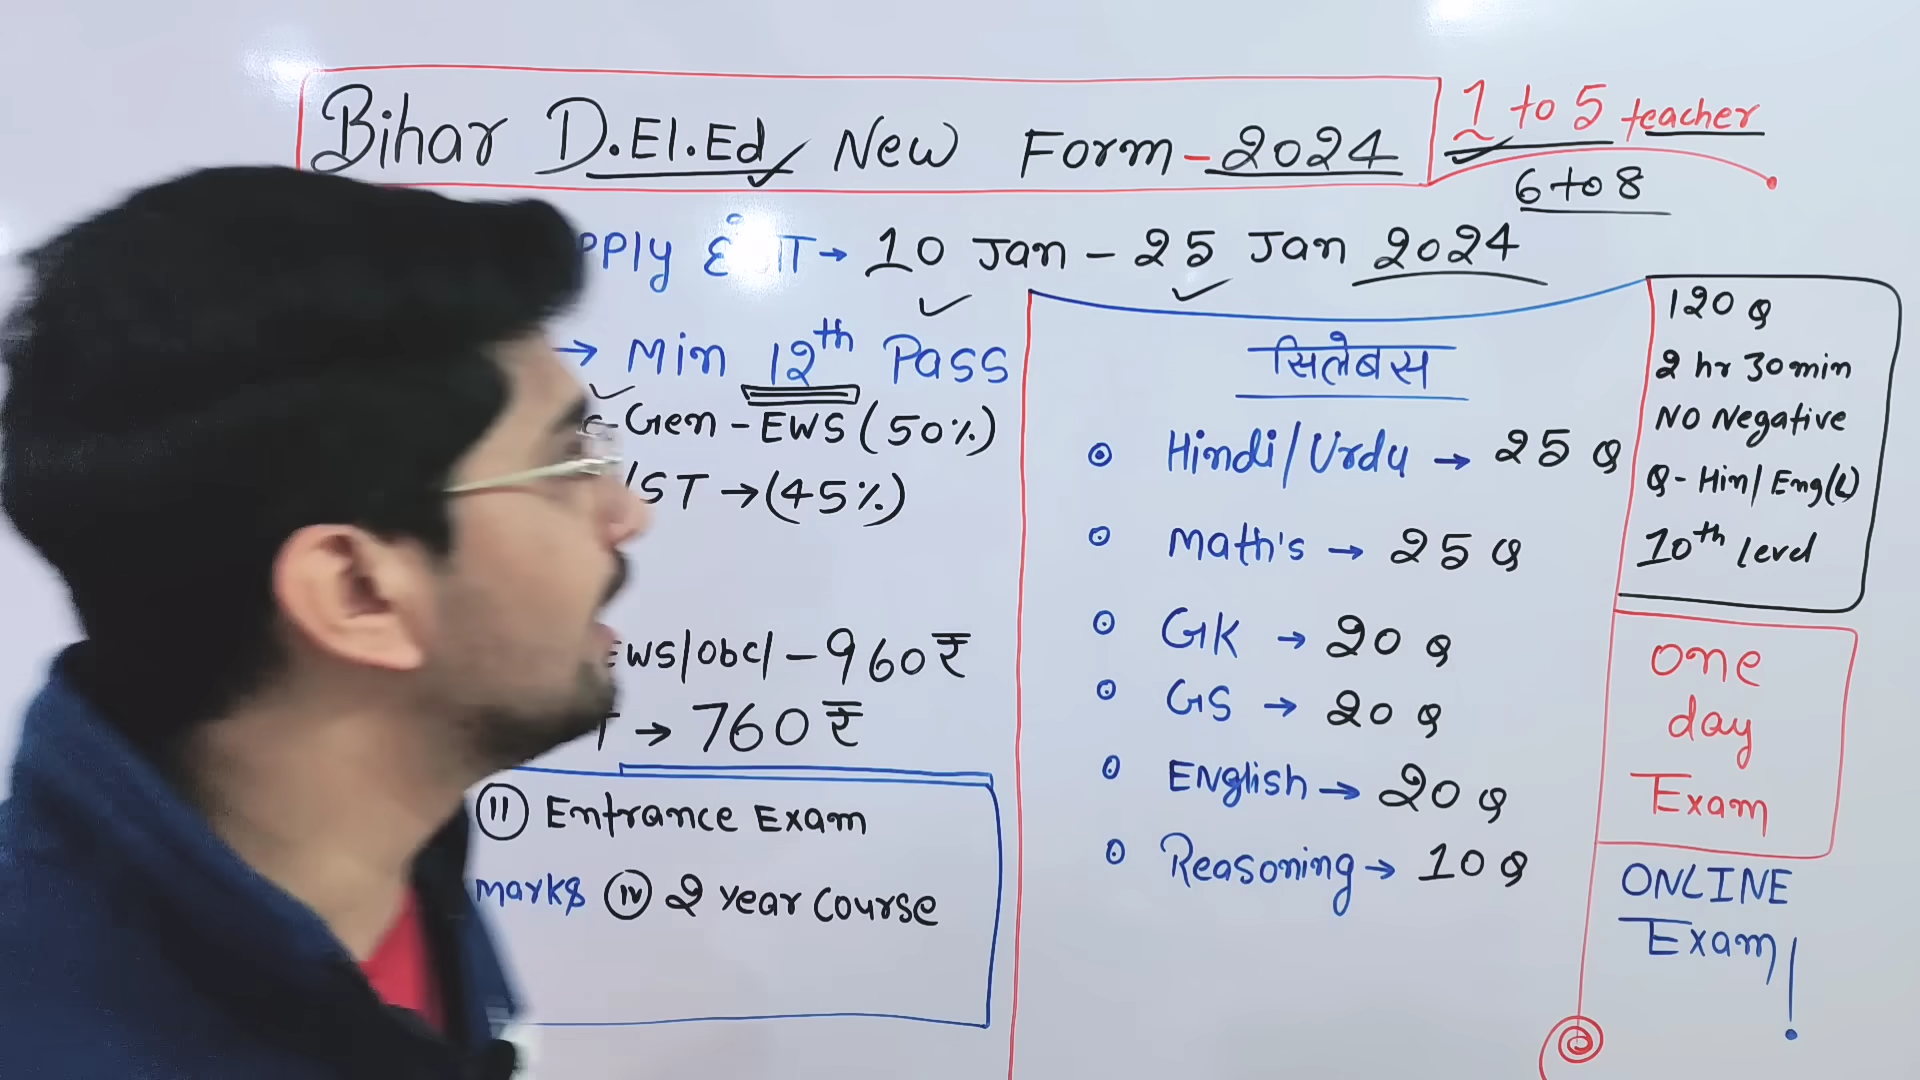 Bihar D.El.Ed New Form - 2024
1 to 5 teacher
6 to 8
PPly → 10 Jan - 25 Jan 2024
→ Min 12th Pass
Gen - EWS (50%)
/ST → (45%)
EWS/Obc/ - 960₹
T → 760₹
(II) Entrance Exam
marks (IV) 2 Year Course
सिलेबस
Hindi/Urdu → 25 Q
Math's → 25 Q
GK → 20 Q
GS → 20 Q
English → 20 Q
Reasoning → 10 Q
120 Q
2 hr 30 min
No Negative
Q - Hin/Eng(L)
10th level
One
day
Exam
ONLINE
Exam!